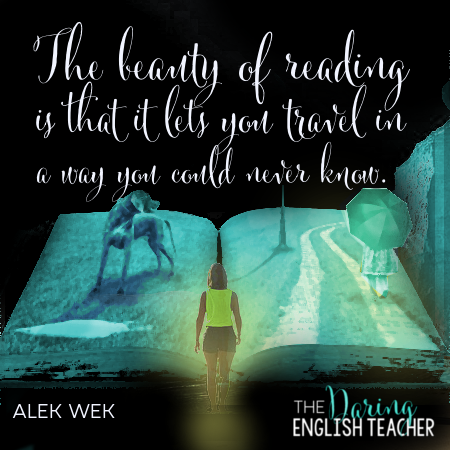 The beauty of reading
is that it lets you travel in
a way you could never know.
ALEK WEK
THE Daring
ENGLISH TEACHER